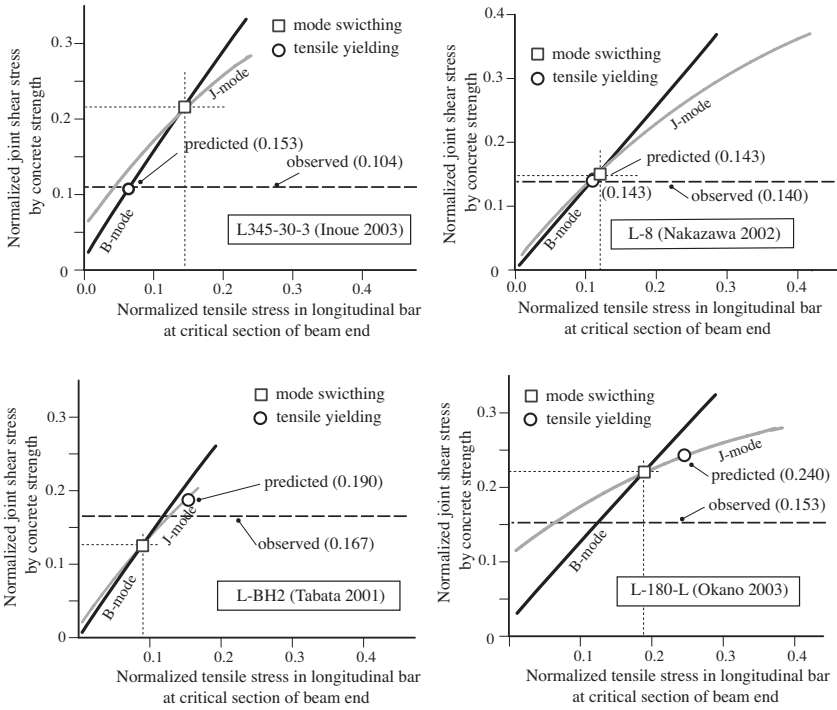 Normalized joint shear stress
by concrete strength
0.3
0.2
0.1
0
mode swicthing
tensile yielding
J-mode
predicted (0.153)
observed (0.104)
B-mode
L345-30-3 (Inoue 2003)
0.0 0.1 0.2 0.3 0.4
Normalized tensile stress in longitudinal bar
at critical section of beam end
Normalized joint shear stress
by concrete strength
0.4
0.3
0.2
0.1
0
mode swicthing
tensile yielding
J-mode
predicted (0.143)
(0.143)
observed (0.140)
B-mode
L-8 (Nakazawa 2002)
0.0 0.1 0.2 0.3 0.4
Normalized tensile stress in longitudinal bar
at critical section of beam end
Normalized joint shear stress
by concrete strength
0.3
0.2
0.1
0
mode swicthing
tensile yielding
predicted (0.190)
J-mode
observed (0.167)
B-mode
L-BH2 (Tabata 2001)
0.1 0.2 0.3 0.4
Normalized tensile stress in longitudinal bar
at critical section of beam end
Normalized joint shear stress
by concrete strength
0.3
0.2
0.1
0
mode swicthing
tensile yielding
J-mode
predicted (0.240)
observed (0.153)
B-mode
L-180-L (Okano 2003)
0.1 0.2 0.3 0.4
Normalized tensile stress in longitudinal bar
at critical section of beam end